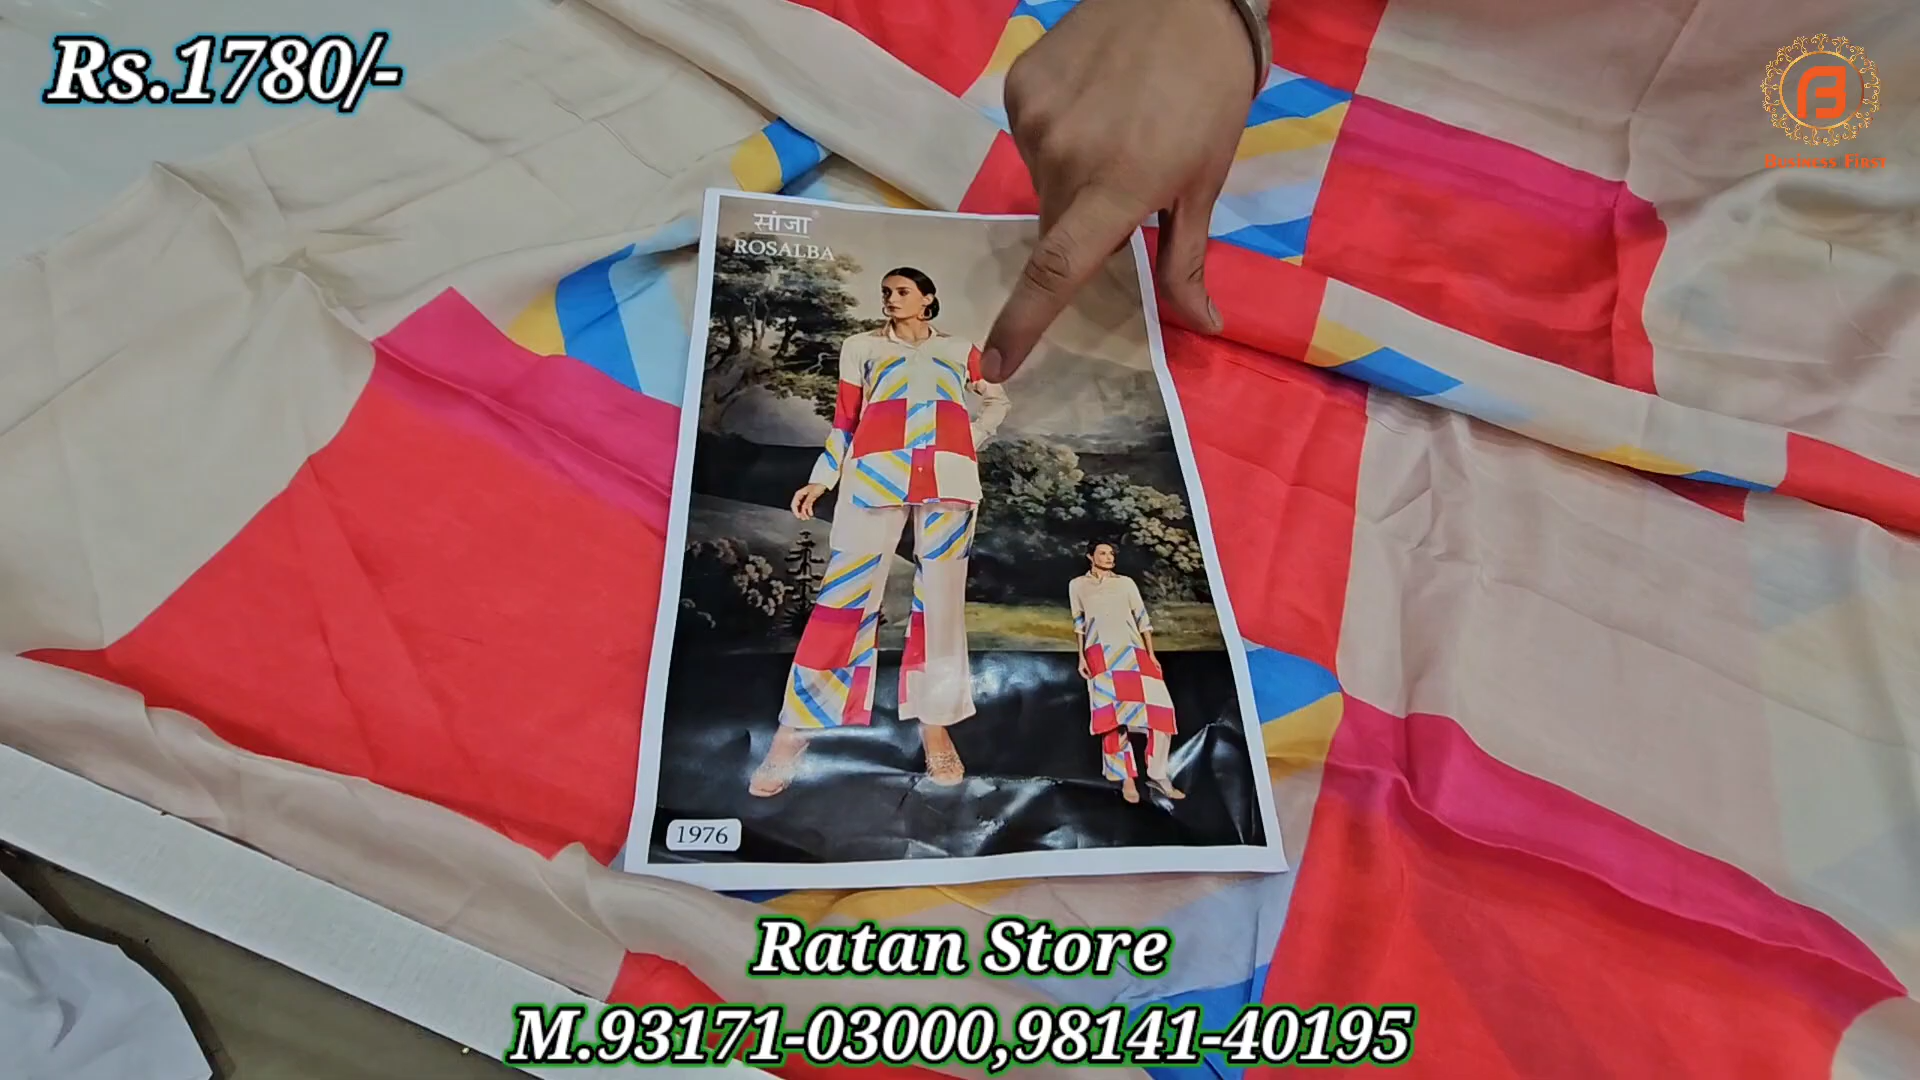 Rs.1780/-
Business First
सांजा
ROSALBA
1976
Ratan Store
M.93171-03000,98141-40195